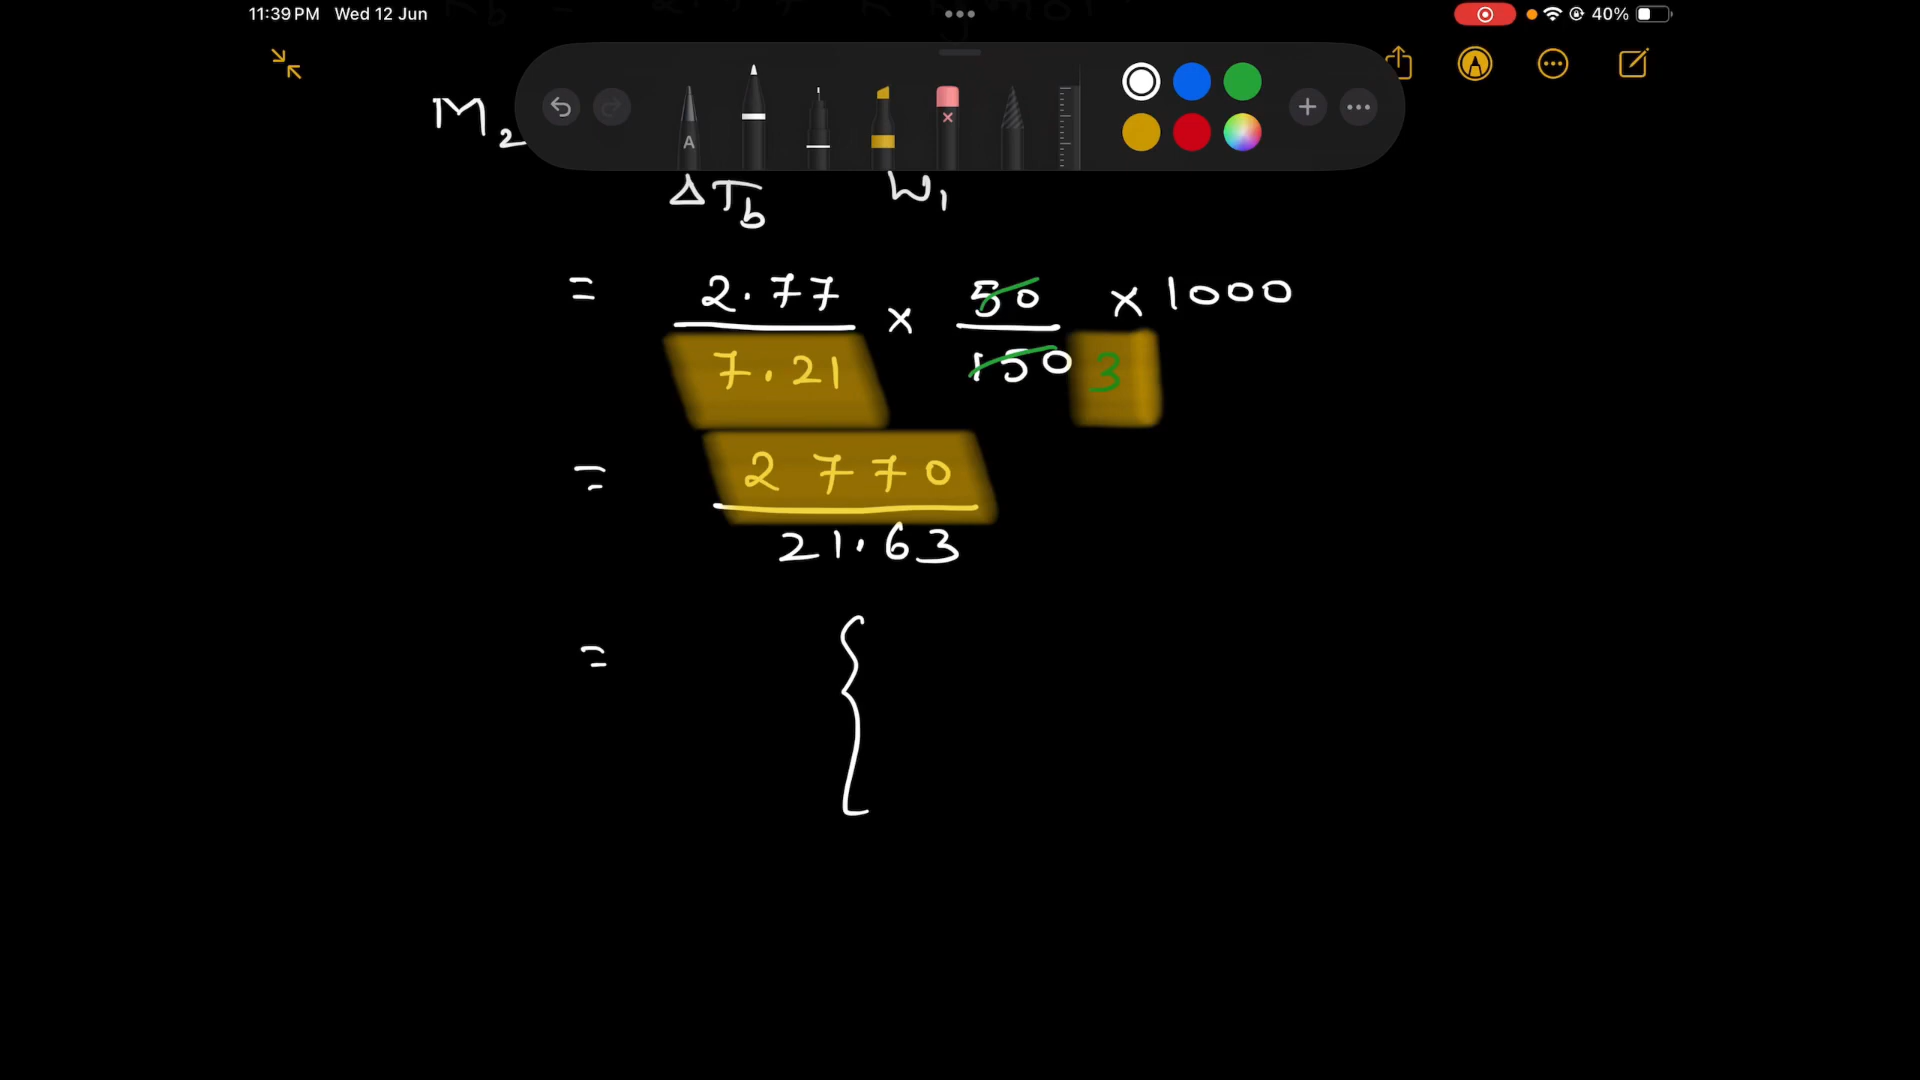 11:39 PM Wed 12 Jun 40%
M₂
A
ΔT_b W₁
= 2.77 × 50 × 1000
7.21 150 3
= 2770
21.63
= {